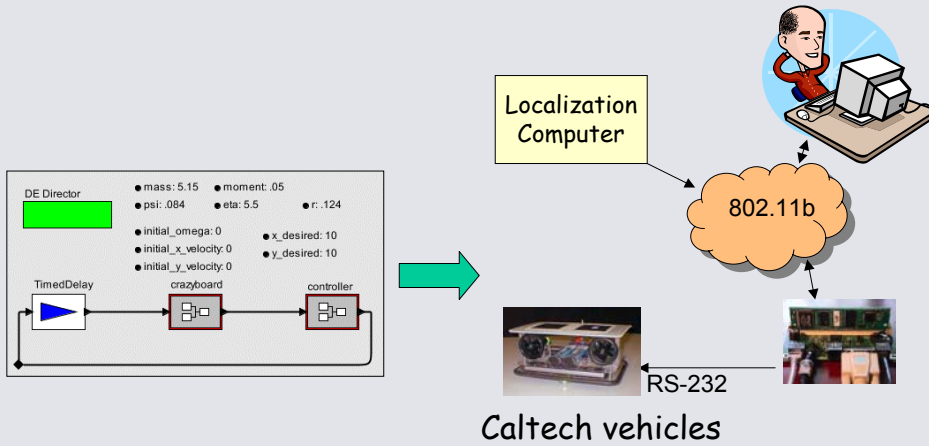 Localization
Computer
802.11b
DE Director
mass: 5.15 moment: .05
psi: .084 eta: 5.5 r: .124
initial_omega: 0
x_desired: 10
initial_x_velocity: 0
y_desired: 10
initial_y_velocity: 0
TimedDelay crazyboard controller
RS-232
Caltech vehicles